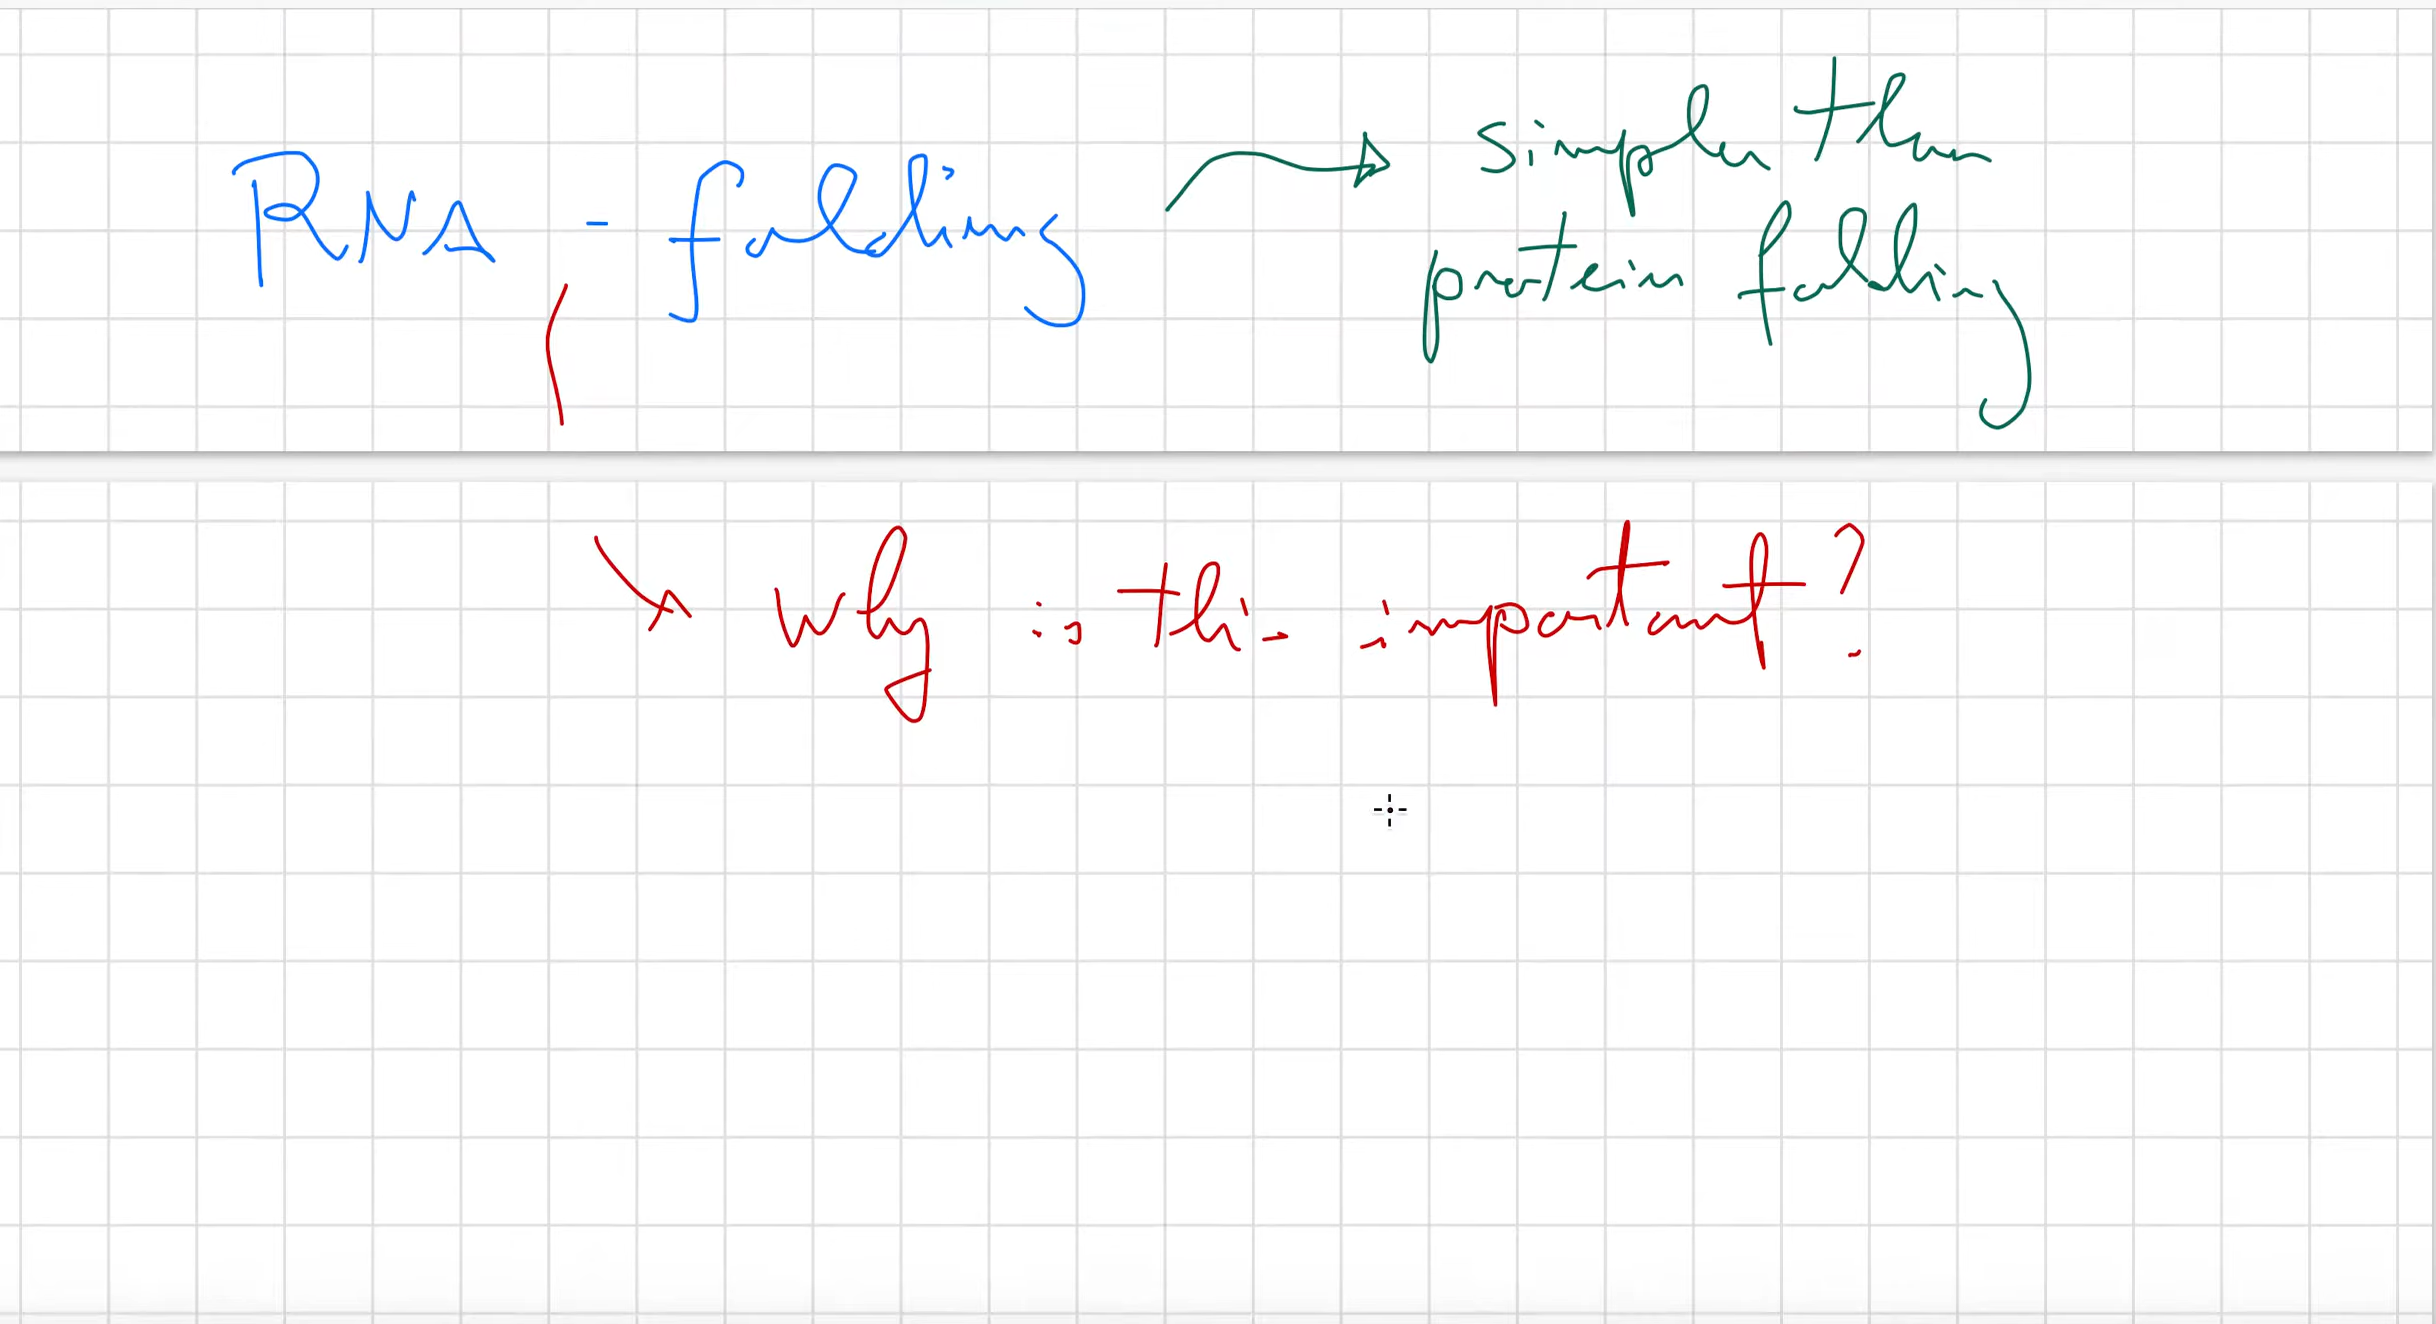 RNA - folding
simpler than
protein folding
why is this important?